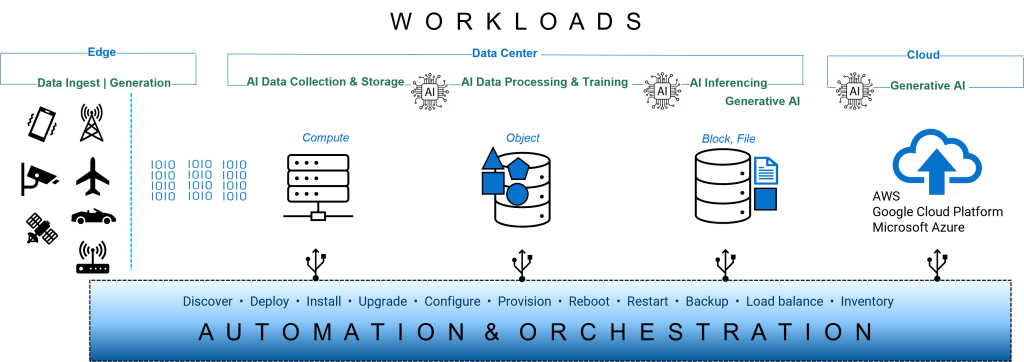 WORKLOADS
Edge
Data Center
Cloud
Data Ingest | Generation
AI Data Collection & Storage
AI
AI Data Processing & Training
AI
AI Inferencing
Generative AI
AI
Generative AI
Compute
Object
Block, File
1010 1010 1010
1010 1010 1010
1010 1010 1010
1010 1010 1010
AWS
Google Cloud Platform
Microsoft Azure
Discover • Deploy • Install • Upgrade • Configure • Provision • Reboot • Restart • Backup • Load balance • Inventory
AUTOMATION & ORCHESTRATION